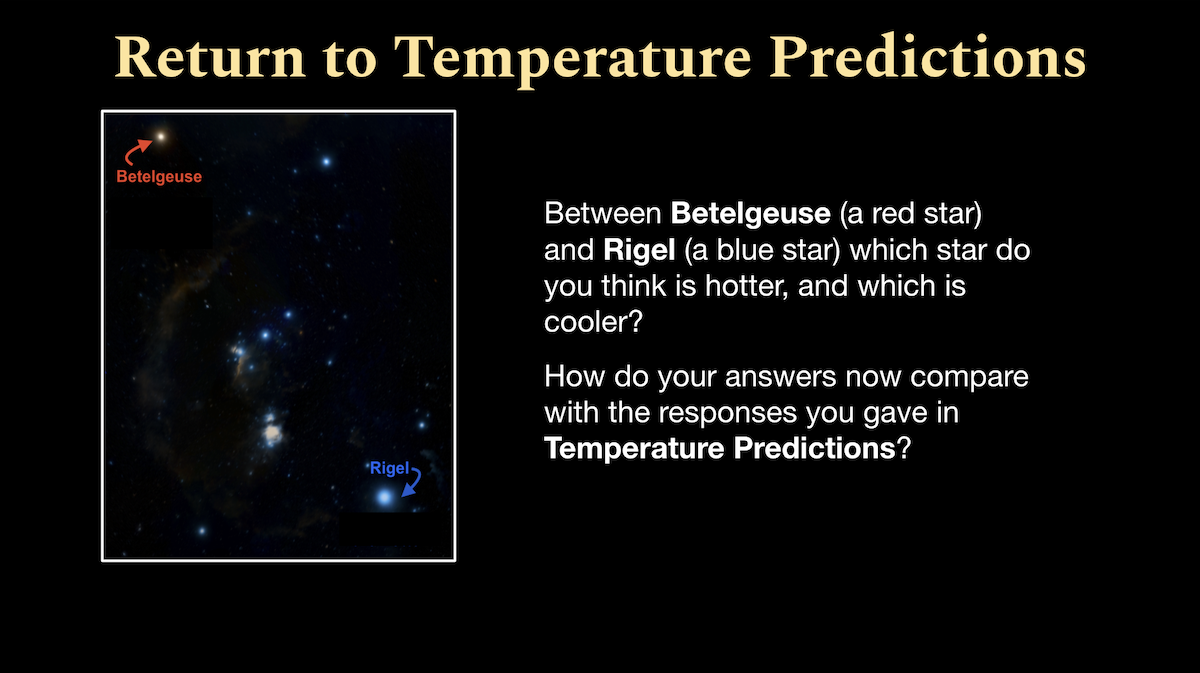 Return to Temperature Predictions
Betelgeuse
Rigel
Between Betelgeuse (a red star)
and Rigel (a blue star) which star do
you think is hotter, and which is
cooler?
How do your answers now compare
with the responses you gave in
Temperature Predictions?